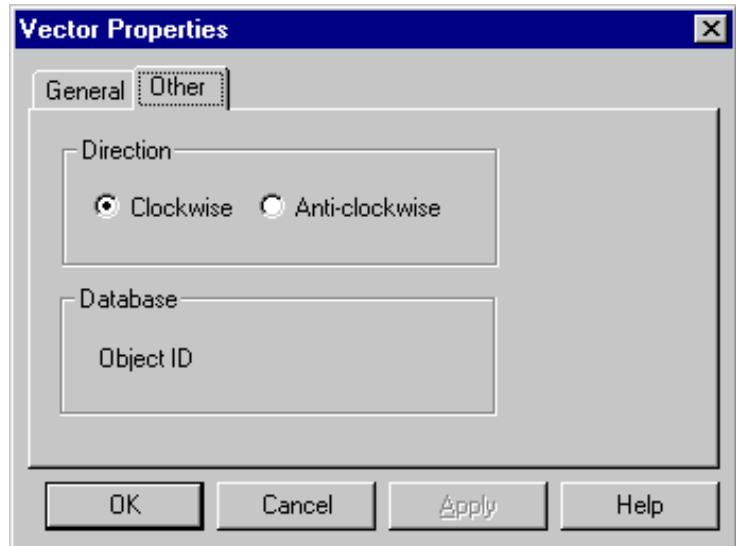 Vector Properties
General Other
Direction
Clockwise Anti-clockwise
Database
Object ID
OK Cancel Apply Help